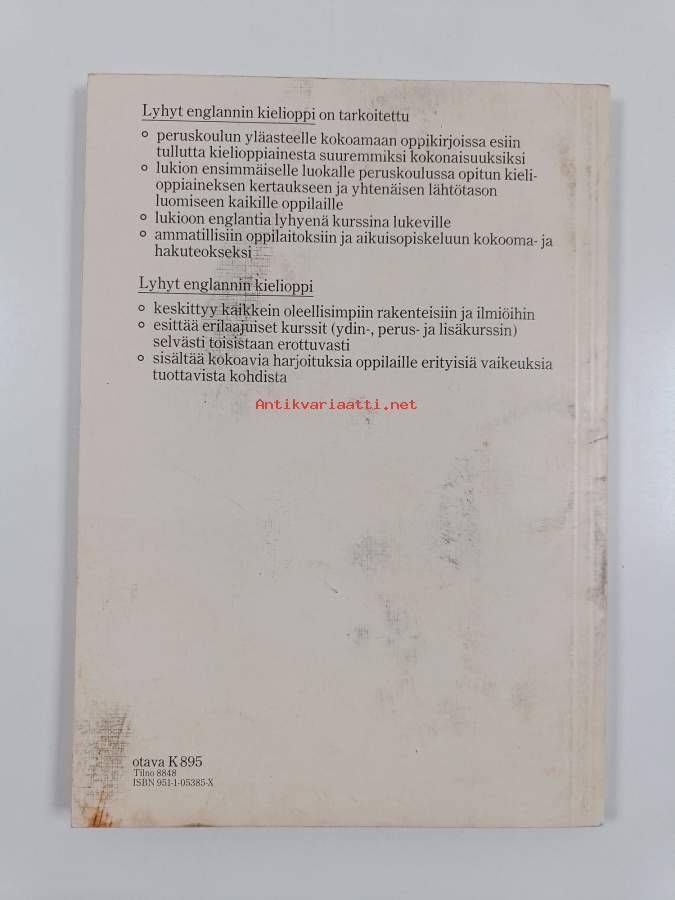 Lyhyt englannin kielioppi on tarkoitettu
o peruskoulun yläasteelle kokoamaan oppikirjoissa esiin
tullutta kielioppiainesta suuremmiksi kokonaisuuksiksi
o lukion ensimmäiselle luokalle peruskoulussa opitun kieli-
oppiaineksen kertaukseen ja yhtenäisen lähtötason
luomiseen kaikille oppilaille
o lukioon englantia lyhyenä kurssina lukeville
o ammatillisiin oppilaitoksiin ja aikuisopiskeluun kokooma- ja
hakuteokseksi
Lyhyt englannin kielioppi
o keskittyy kaikkein oleellisimpiin rakenteisiin ja ilmiöihin
o esittää erilaajuiset kurssit (ydin-, perus- ja lisäkurssin)
selvästi toisistaan erottuvasti
o sisältää kokoavia harjoituksia oppilaille erityisiä vaikeuksia
tuottavista kohdista
Antikvariaatti.net
otava K895
Tilno 8848
ISBN 951-1-05385-X